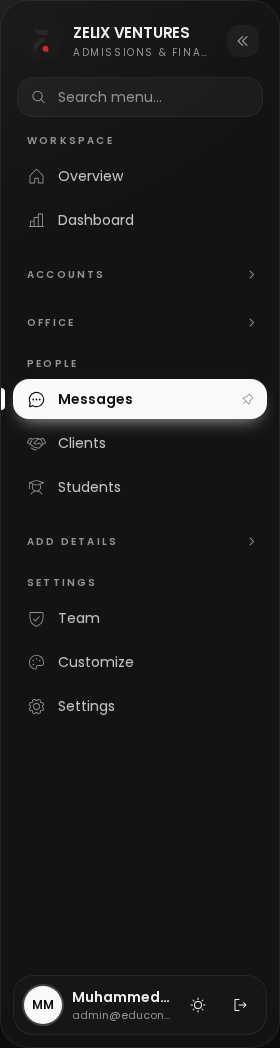 ZELIX VENTURES
ADMISSIONS & FINA...
Search menu...
WORKSPACE
Overview
Dashboard
ACCOUNTS
OFFICE
PEOPLE
Messages
Clients
Students
ADD DETAILS
SETTINGS
Team
Customize
Settings
MM
Muhammed...
admin@educon...